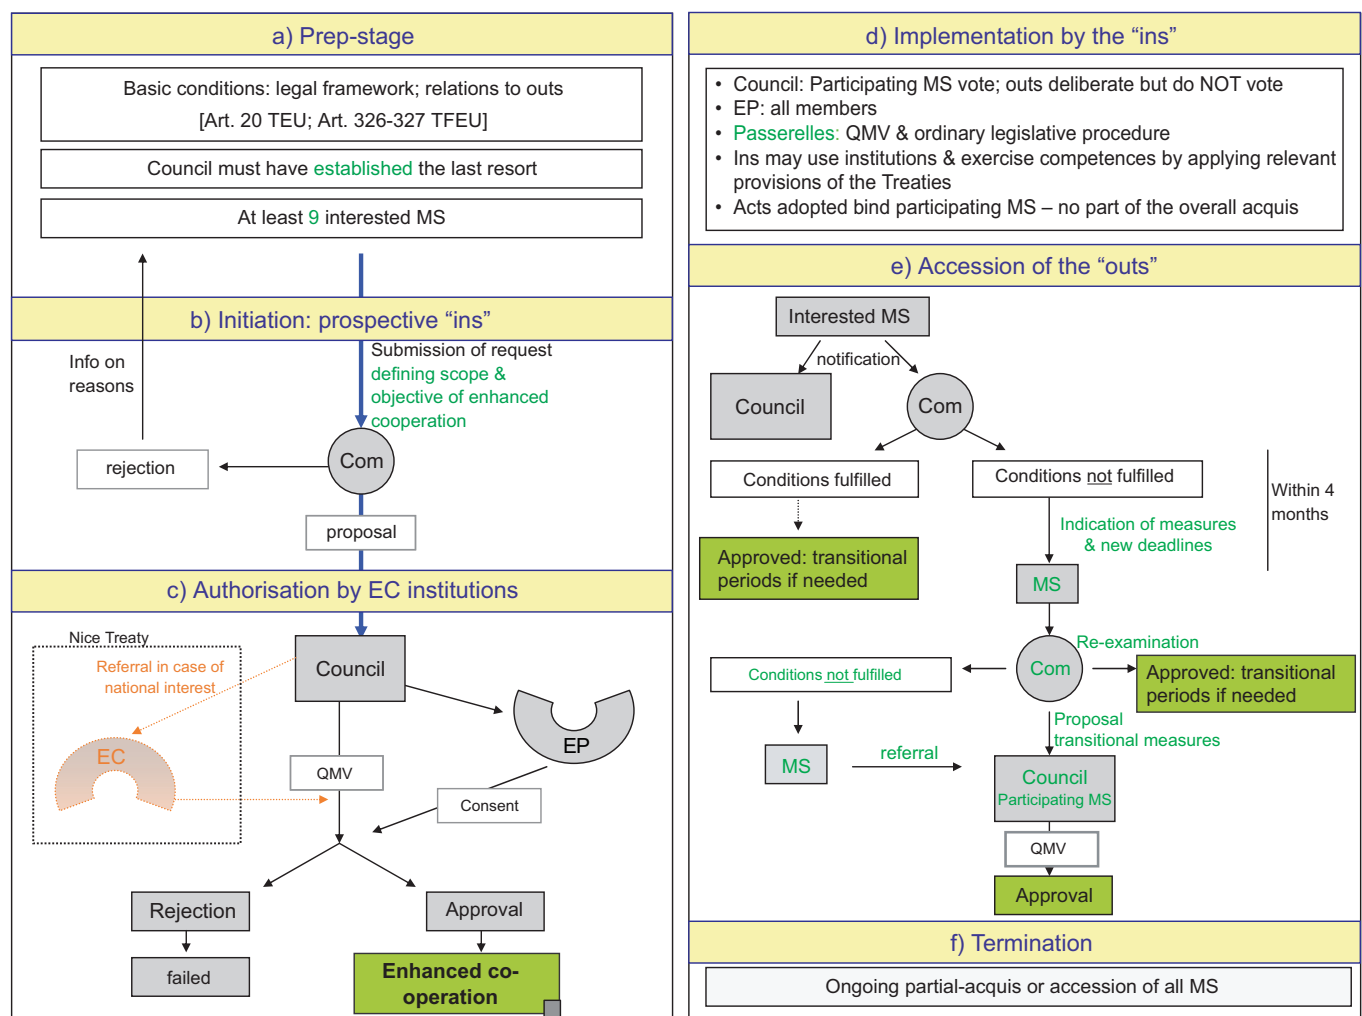 a) Prep-stage
Basic conditions: legal framework; relations to outs
[Art. 20 TEU; Art. 326-327 TFEU]
Council must have established the last resort
At least 9 interested MS
b) Initiation: prospective “ins”
Info on
reasons
Submission of request
defining scope &
objective of enhanced
cooperation
rejection
Com
proposal
c) Authorisation by EC institutions
Nice Treaty
Referral in case of
national interest
Council
EC
EP
QMV
Consent
Rejection
Approval
failed
Enhanced co-
operation
d) Implementation by the “ins”
• Council: Participating MS vote; outs deliberate but do NOT vote
• EP: all members
• Passerelles: QMV & ordinary legislative procedure
• Ins may use institutions & exercise competences by applying relevant
provisions of the Treaties
• Acts adopted bind participating MS – no part of the overall acquis
e) Accession of the “outs”
Interested MS
notification
Council
Com
Conditions fulfilled
Conditions not fulfilled
Within 4
months
Indication of measures
& new deadlines
Approved: transitional
periods if needed
MS
Re-examination
Conditions not fulfilled
Com
Approved: transitional
periods if needed
Proposal
transitional measures
MS
referral
Council
Participating MS
QMV
Approval
f) Termination
Ongoing partial-acquis or accession of all MS